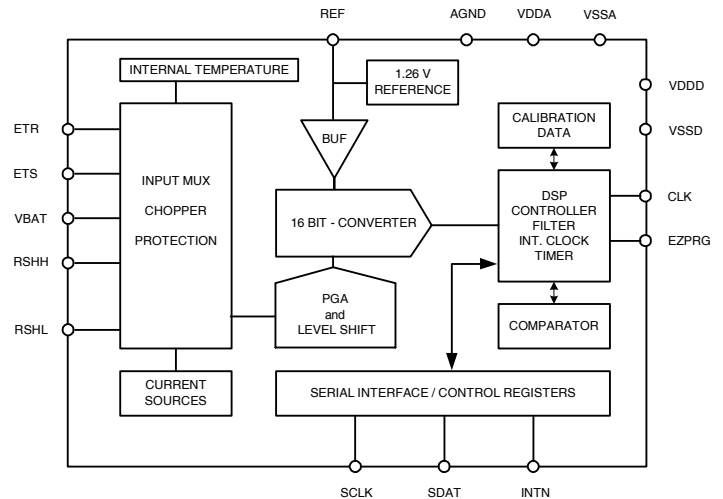 REF
AGND
VDDA
VSSA
INTERNAL TEMPERATURE
1.26 V
REFERENCE
VDDD
ETR
BUF
CALIBRATION
DATA
VSSD
ETS
INPUT MUX
CHOPPER
PROTECTION
VBAT
16 BIT - CONVERTER
DSP
CONTROLLER
FILTER
INT. CLOCK
TIMER
CLK
EZPRG
RSHH
RSHL
PGA
and
LEVEL SHIFT
COMPARATOR
CURRENT
SOURCES
SERIAL INTERFACE / CONTROL REGISTERS
SCLK
SDAT
INTN